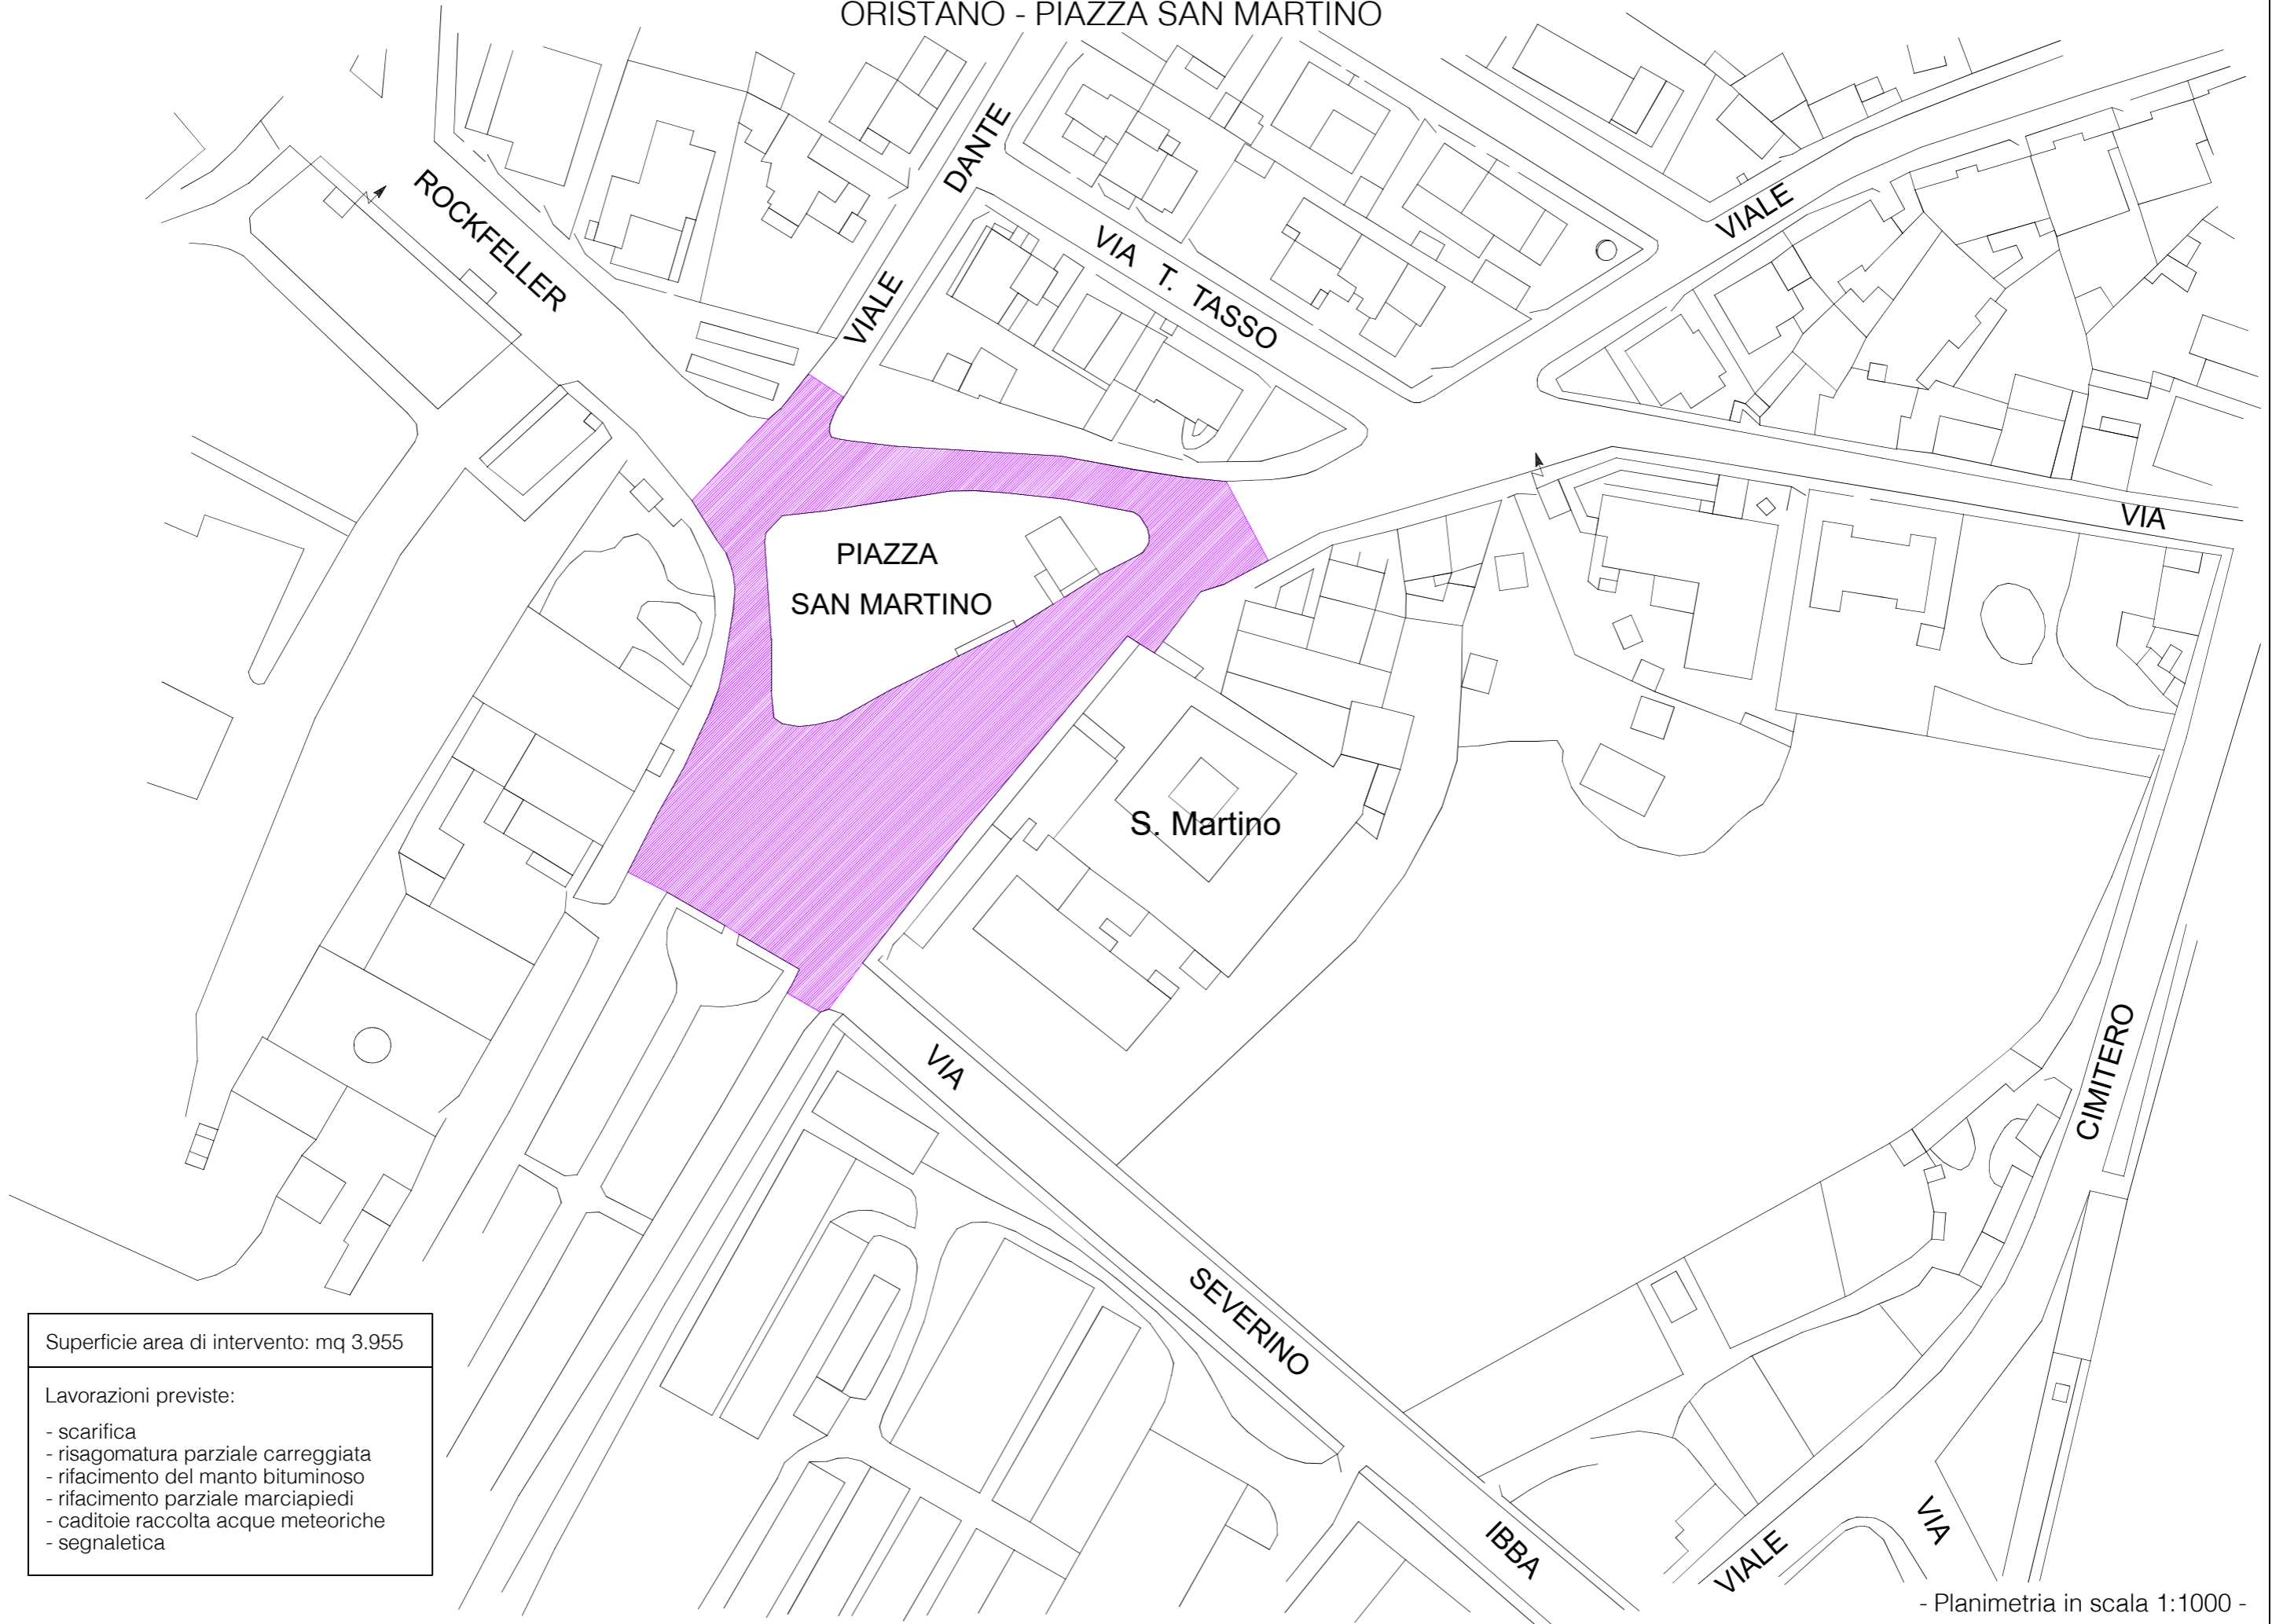 ORISTANO - PIAZZA SAN MARTINO
ROCKFELLER
VIALE DANTE
VIA T. TASSO
VIALE
VIA
PIAZZA
SAN MARTINO
S. Martino
CIMITERO
VIA SEVERINO IBBA
VIALE
VIA
Superficie area di intervento: mq 3.955
Lavorazioni previste:
- scarifica
- risagomatura parziale carreggiata
- rifacimento del manto bituminoso
- rifacimento parziale marciapiedi
- caditoie raccolta acque meteoriche
- segnaletica
- Planimetria in scala 1:1000 -